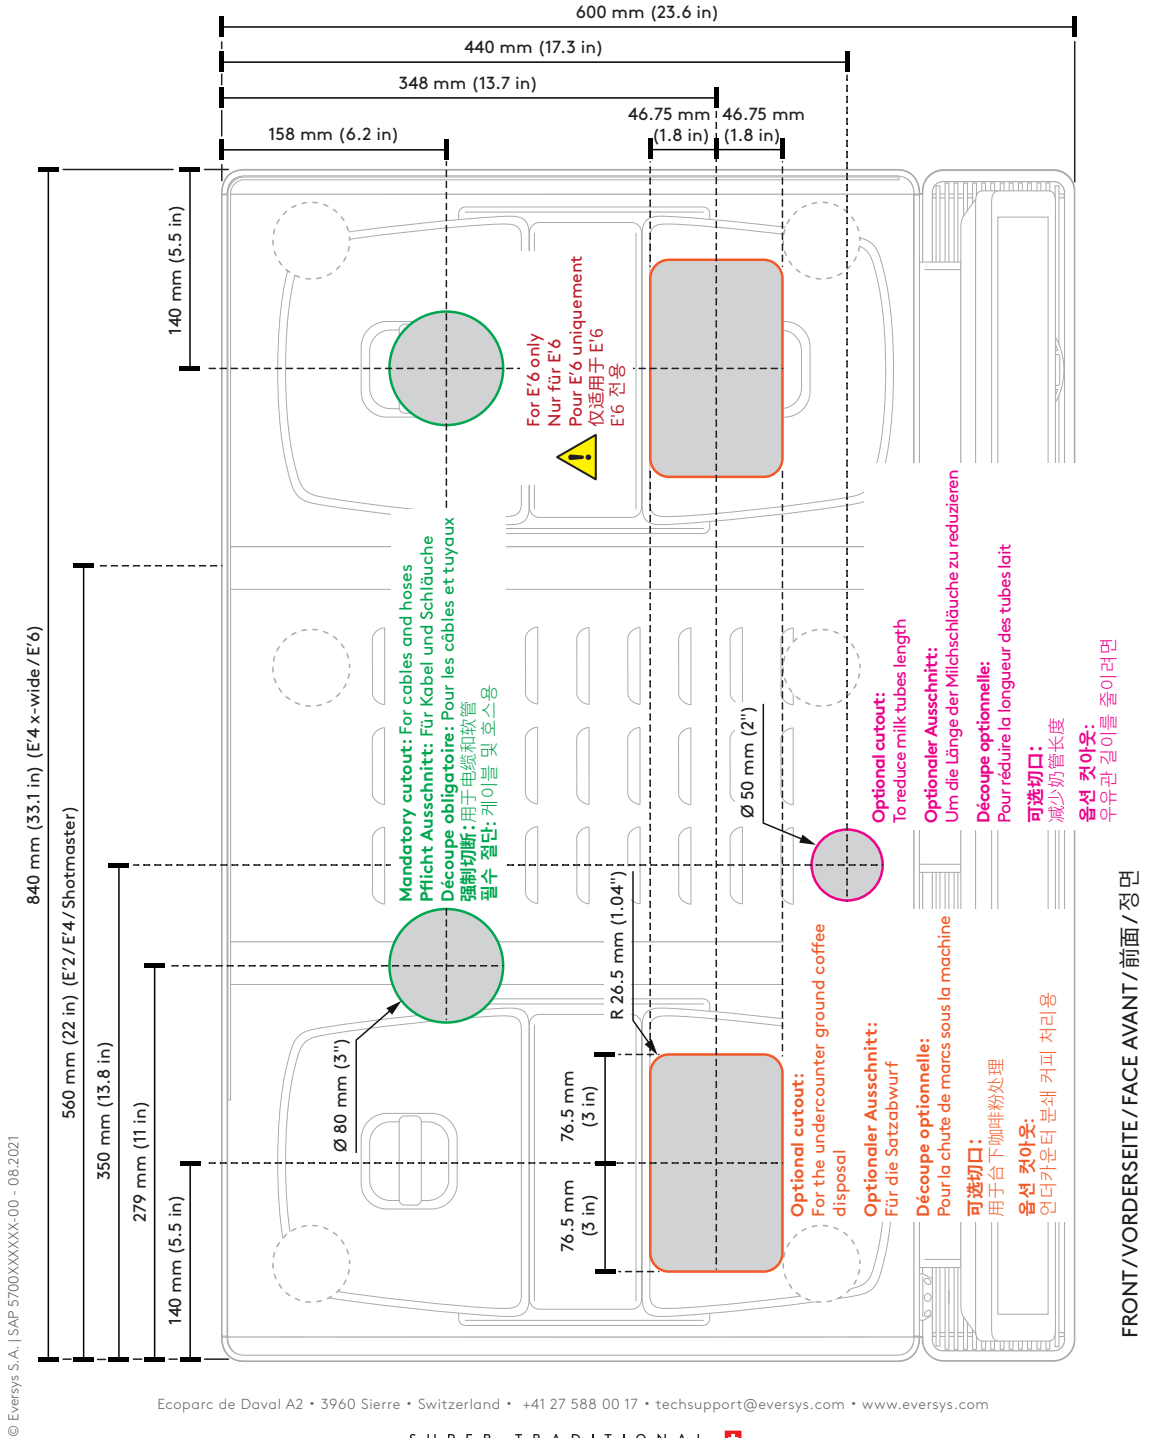 600 mm (23.6 in)
440 mm (17.3 in)
348 mm (13.7 in)
46.75 mm
(1.8 in)
46.75 mm
(1.8 in)
158 mm (6.2 in)
140 mm (5.5 in)
840 mm (33.1 in) (E'4 x-wide / E'6)
560 mm (22 in) (E'2 / E'4 / Shotmaster)
350 mm (13.8 in)
279 mm (11 in)
140 mm (5.5 in)
For E'6 only
Nur für E'6
Pour E'6 uniquement
仅适用于 E'6
E'6 전용
Mandatory cutout: For cables and hoses
Pflicht Ausschnitt: Für Kabel und Schläuche
Découpe obligatoire: Pour les câbles et tuyaux
强制切断: 用于电缆和软管
필수 절단: 케이블 및 호스용
Ø 80 mm (3")
Ø 50 mm (2")
R 26.5 mm (1.04")
76.5 mm
(3 in)
76.5 mm
(3 in)
Optional cutout:
To reduce milk tubes length
Optionaler Ausschnitt:
Um die Länge der Milchschläuche zu reduzieren
Découpe optionnelle:
Pour réduire la longueur des tubes lait
可选切口:
减少奶管长度
옵션 컷아웃:
우유관 길이를 줄이려면
Optional cutout:
For the undercounter ground coffee
disposal
Optionaler Ausschnitt:
Für die Satzabwurf
Découpe optionnelle:
Pour la chute de marcs sous la machine
可选切口:
用于台下咖啡粉处理
옵션 컷아웃:
언더카운터 분쇄 커피 처리용
FRONT / VORDERSEITE / FACE AVANT / 前面 / 정면
© Eversys S.A. | SAP 5700XXXXXX-00 - 08.2021
Ecoparc de Daval A2 • 3960 Sierre • Switzerland • +41 27 588 00 17 • techsupport@eversys.com • www.eversys.com
SUPER TRADITIONAL